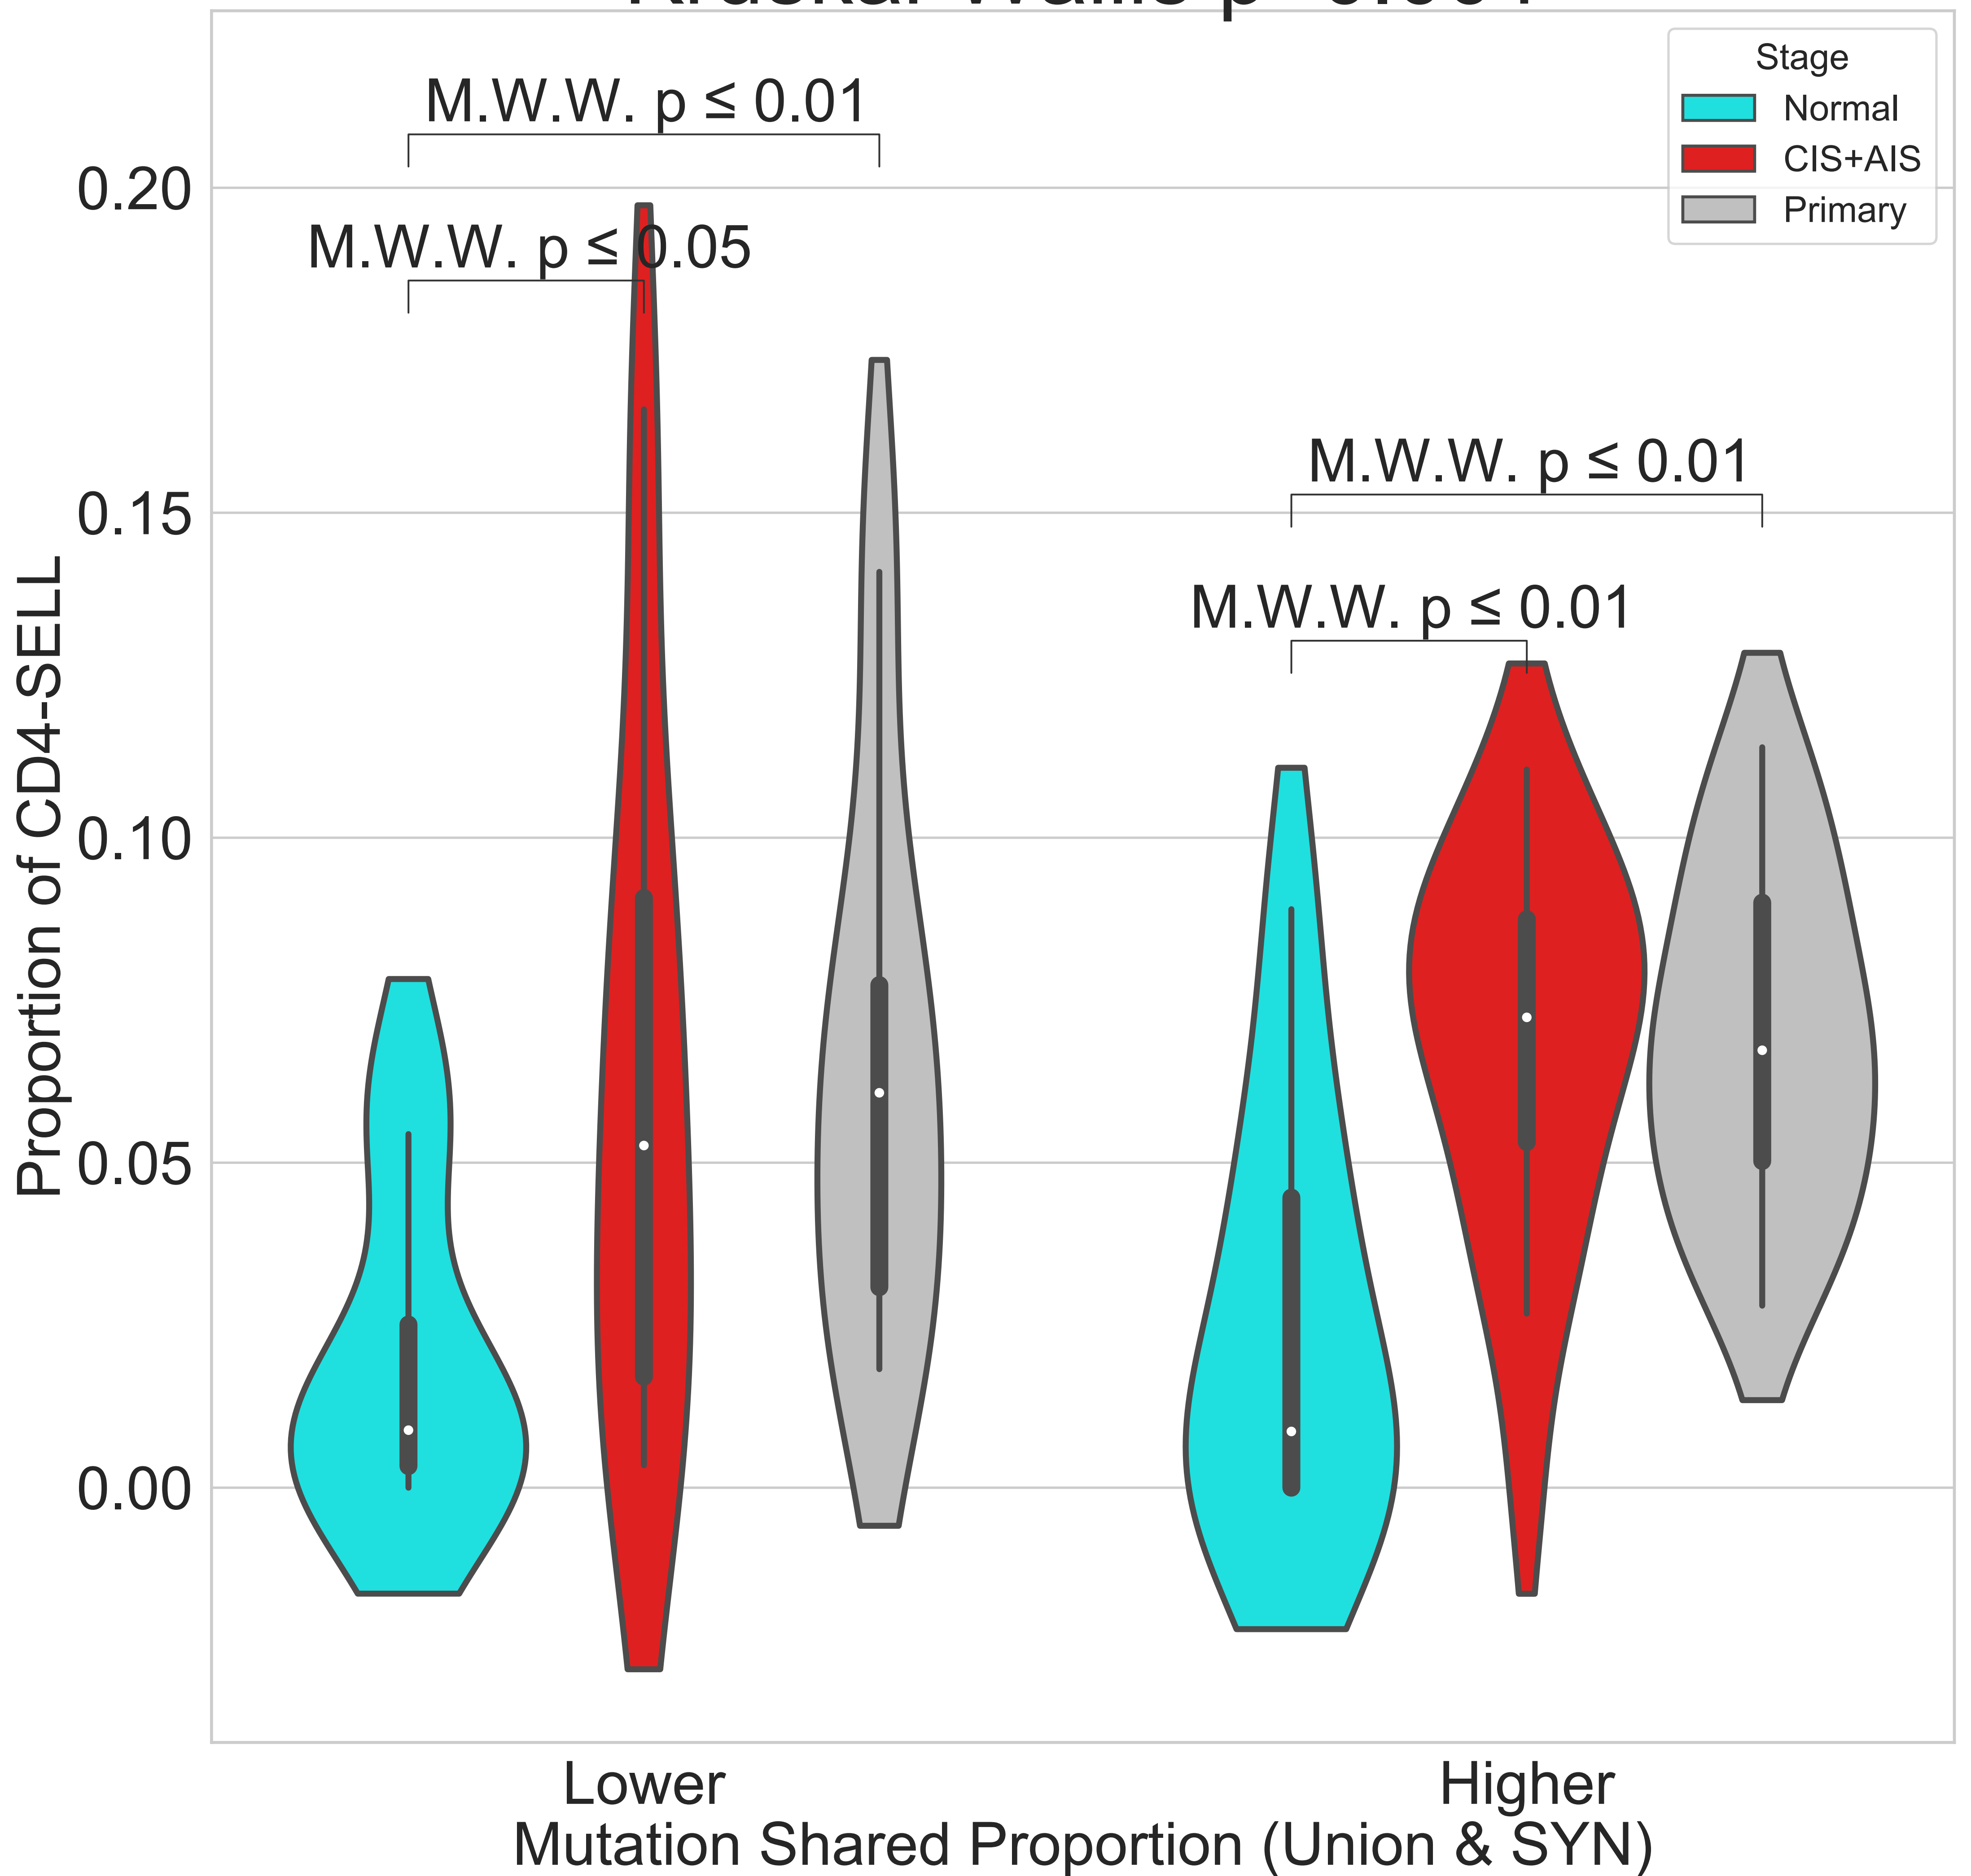 Stage
Normal
CIS+AIS
Primary
M.W.W. p ≤ 0.01
M.W.W. p ≤ 0.05
M.W.W. p ≤ 0.01
M.W.W. p ≤ 0.01
0.20
0.15
0.10
0.05
0.00
Proportion of CD4-SELL
Lower
Higher
Mutation Shared Proportion (Union & SYN)